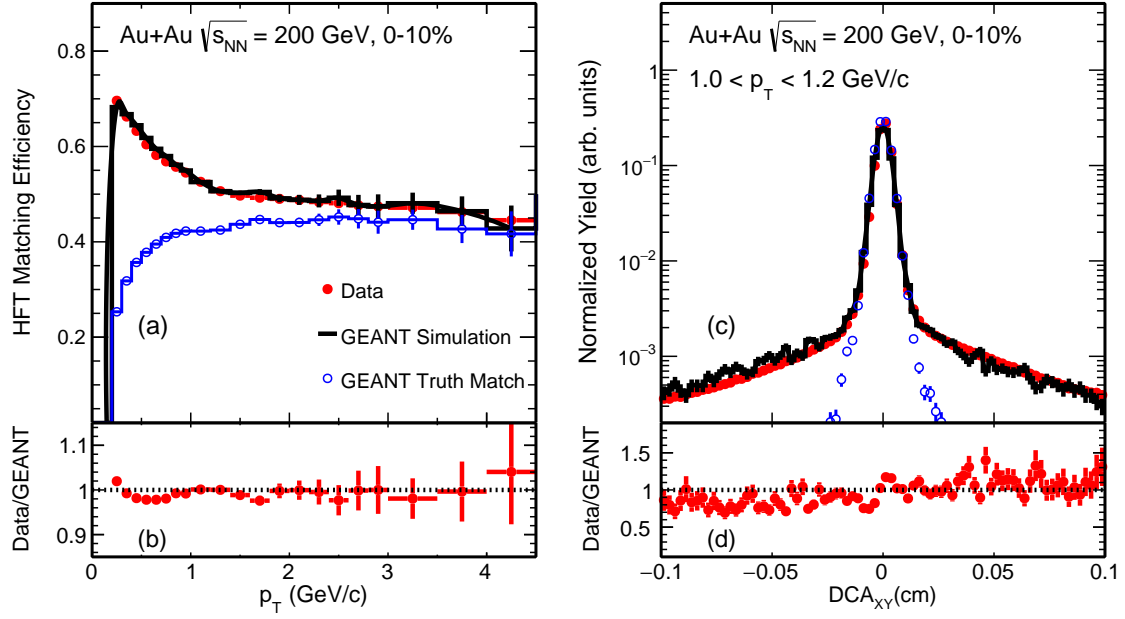 Au+Au √s_NN = 200 GeV, 0-10%
HFT Matching Efficiency
0.8
0.6
0.4
0.2
(a)
Data
GEANT Simulation
GEANT Truth Match
Data/GEANT
1.1
1
0.9
(b)
0 1 2 3 4
p_T (GeV/c)
Au+Au √s_NN = 200 GeV, 0-10%
1.0 < p_T < 1.2 GeV/c
Normalized Yield (arb. units)
1
10⁻¹
10⁻²
10⁻³
(c)
Data/GEANT
1.5
1
0.5
(d)
−0.1 −0.05 0 0.05 0.1
DCA_XY(cm)